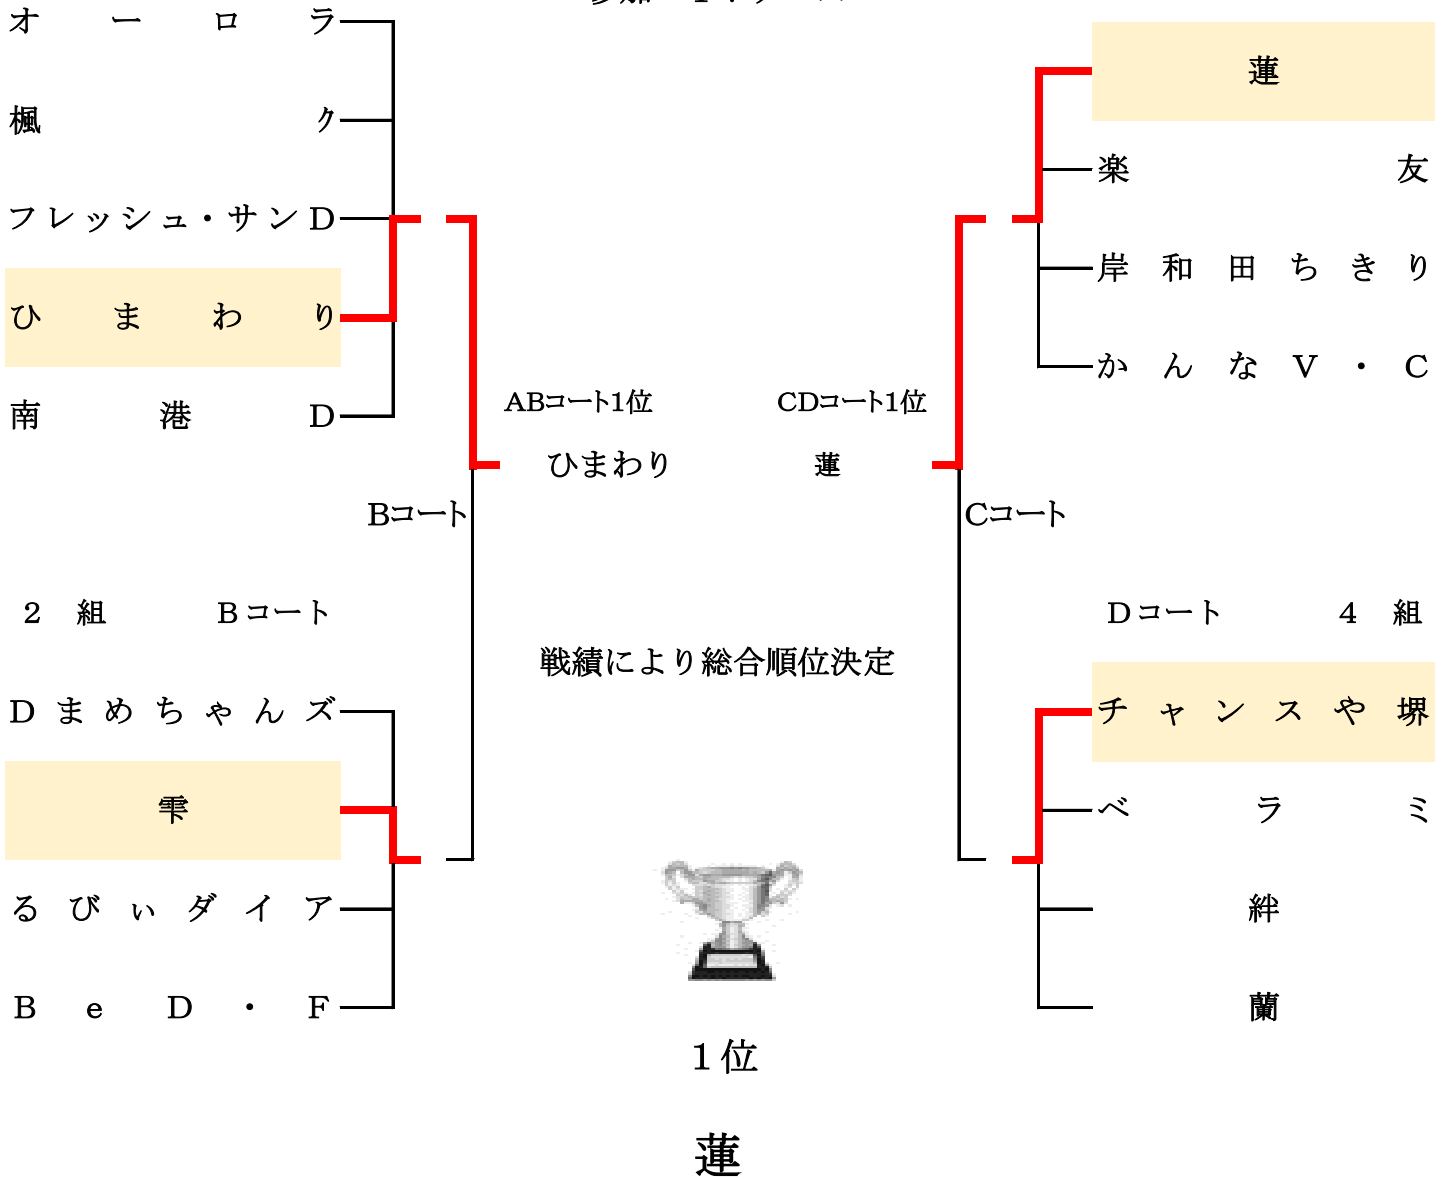 オーロラ
楓ク
フレッシュ・サンD
ひまわり
南港D
蓮
楽友
岸和田ちきり
かんなV・C
ABコート1位
CDコート1位
ひまわり
蓮
Bコート
Cコート
2組 Bコート
Dコート 4組
戦績により総合順位決定
Dまめちゃんズ
雫
るびぃダイア
BeD・F
チャンスや堺
ベラミ
絆
蘭
1位
蓮